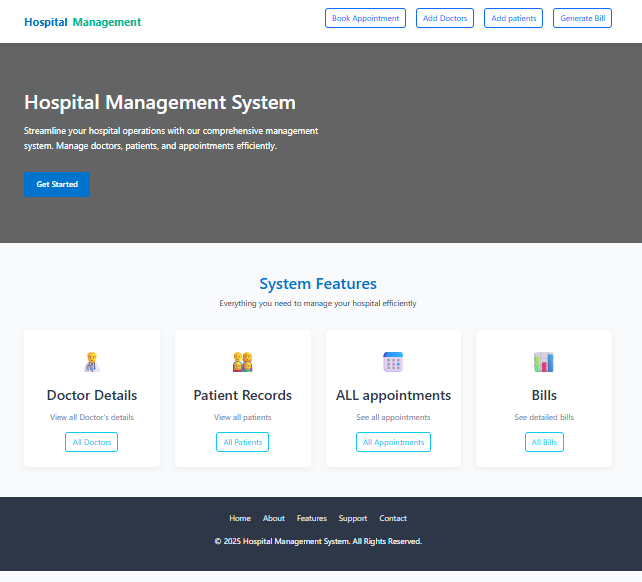 Hospital Management
Book Appointment
Add Doctors
Add patients
Generate Bill
Hospital Management System
Streamline your hospital operations with our comprehensive management
system. Manage doctors, patients, and appointments efficiently.
Get Started
System Features
Everything you need to manage your hospital efficiently
Doctor Details
View all Doctor's details
All Doctors
Patient Records
View all patients
All Patients
ALL appointments
See all appointments
All Appointments
Bills
See detailed bills
All Bills
Home About Features Support Contact
© 2025 Hospital Management System. All Rights Reserved.